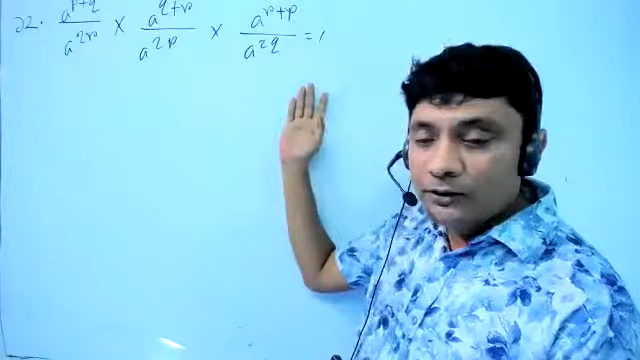 22. a^{p+q}/a^{2r} × a^{q+r}/a^{2p} × a^{r+p}/a^{2q} = 1